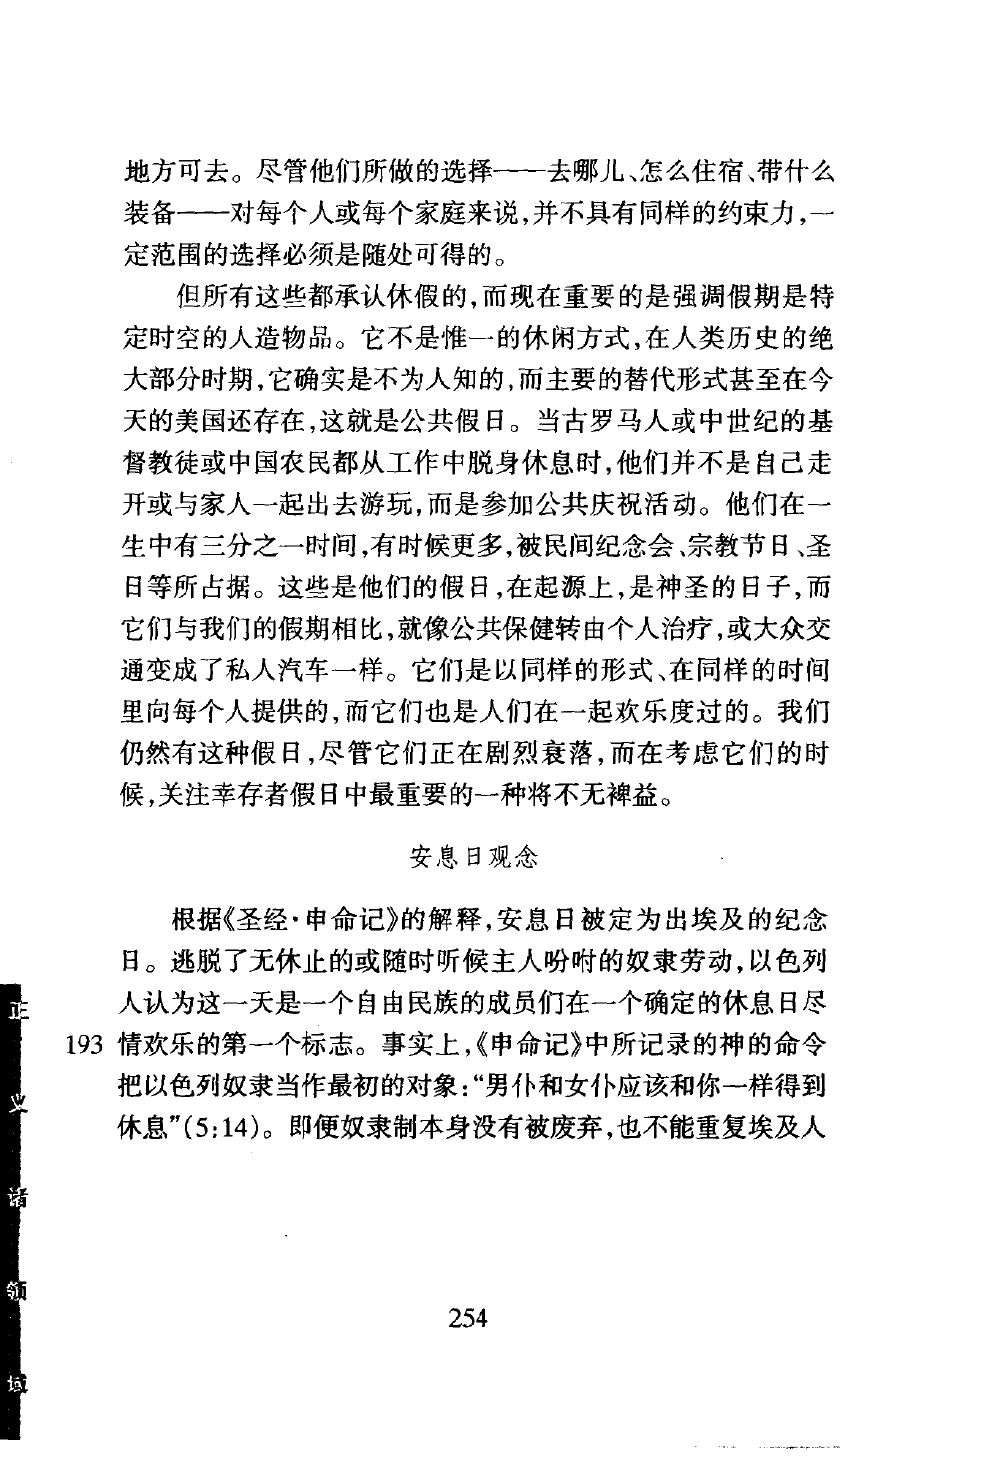 地方可去。尽管他们所做的选择——去哪儿、怎么住宿、带什么
装备——对每个人或每个家庭来说,并不具有同样的约束力,一
定范围的选择必须是随处可得的。
但所有这些都承认休假的,而现在重要的是强调假期是特
定时空的人造物品。它不是惟一的休闲方式,在人类历史的绝
大部分时期,它确实是不为人知的,而主要的替代形式甚至在今
天的美国还存在,这就是公共假日。当古罗马人或中世纪的基
督教徒或中国农民都从工作中脱身休息时,他们并不是自己走
开或与家人一起出去游玩,而是参加公共庆祝活动。他们在一
生中有三分之一时间,有时候更多,被民间纪念会、宗教节日、圣
日等所占据。这些是他们的假日,在起源上,是神圣的日子,而
它们与我们的假期相比,就像公共保健转由个人治疗,或大众交
通变成了私人汽车一样。它们是以同样的形式、在同样的时间
里向每个人提供的,而它们也是人们在一起欢乐度过的。我们
仍然有这种假日,尽管它们正在剧烈衰落,而在考虑它们的时
候,关注幸存者假日中最重要的一种将不无裨益。
安息日观念
根据《圣经·申命记》的解释,安息日被定为出埃及的纪念
日。逃脱了无休止的或随时听候主人吩咐的奴隶劳动,以色列
人认为这一天是一个自由民族的成员们在一个确定的休息日尽
193 情欢乐的第一个标志。事实上,《申命记》中所记录的神的命令
把以色列奴隶当作最初的对象:“男仆和女仆应该和你一样得到
休息”(5:14)。即便奴隶制本身没有被废弃,也不能重复埃及人
正义诸领域
254